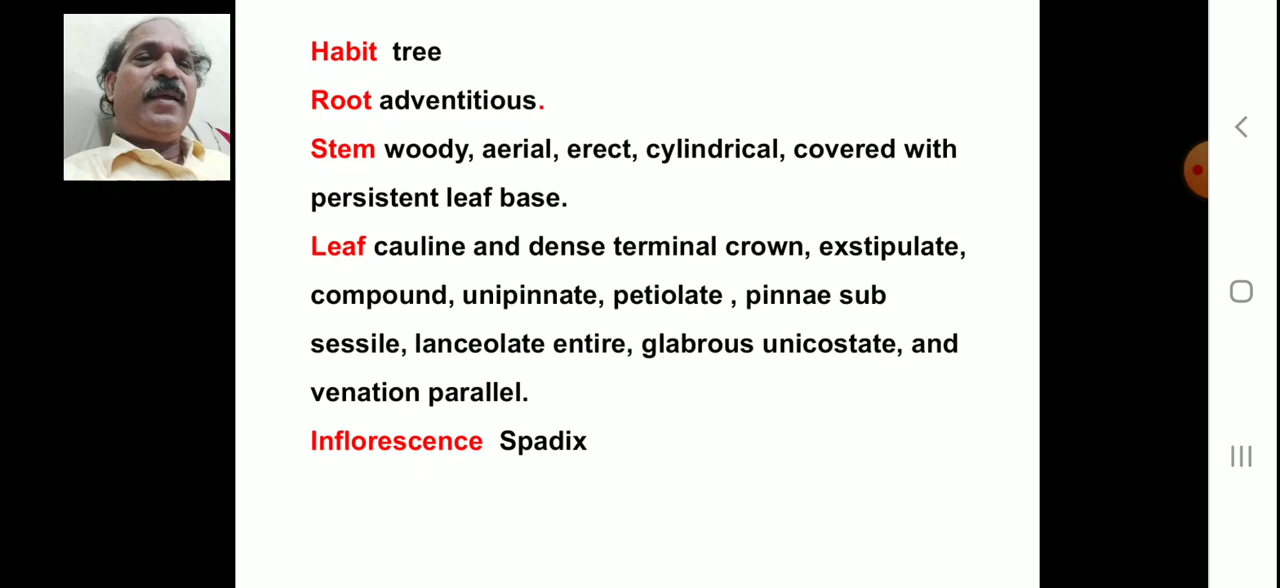 Habit tree
Root adventitious.
Stem woody, aerial, erect, cylindrical, covered with
persistent leaf base.
Leaf cauline and dense terminal crown, exstipulate,
compound, unipinnate, petiolate , pinnae sub
sessile, lanceolate entire, glabrous unicostate, and
venation parallel.
Inflorescence Spadix